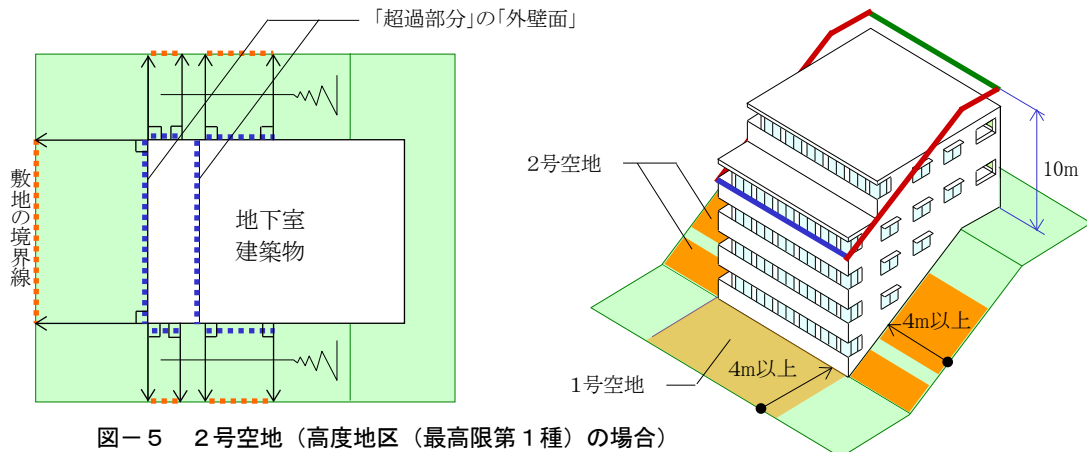 「超過部分」の「外壁面」
敷地の境界線
地下室
建築物
2号空地
10m
4m以上
4m以上
1号空地
図－5　2号空地（高度地区（最高限第1種）の場合）